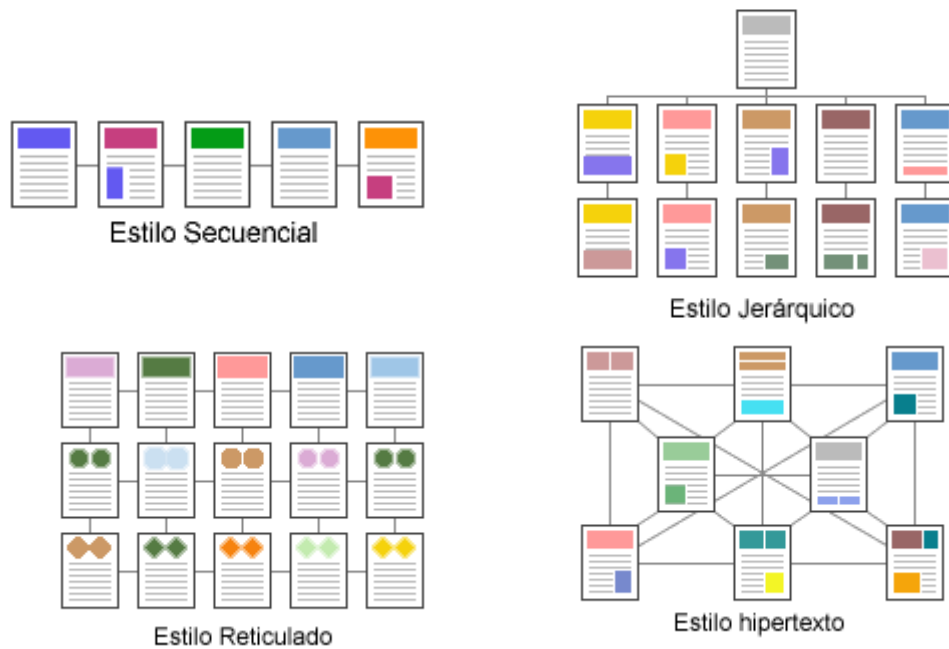 Estilo Secuencial
Estilo Jerárquico
Estilo Reticulado
Estilo hipertexto